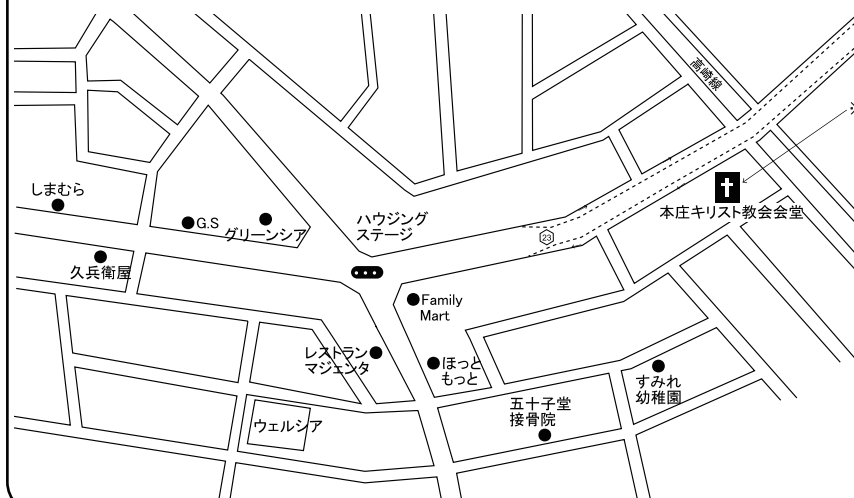 高崎線
※
しまむら
G.S
グリーンシア
ハウジング
ステージ
本庄キリスト教会会堂
23
久兵衛屋
Family
Mart
レストラン
マジェンタ
ほっと
もっと
すみれ
幼稚園
五十子堂
接骨院
ウェルシア